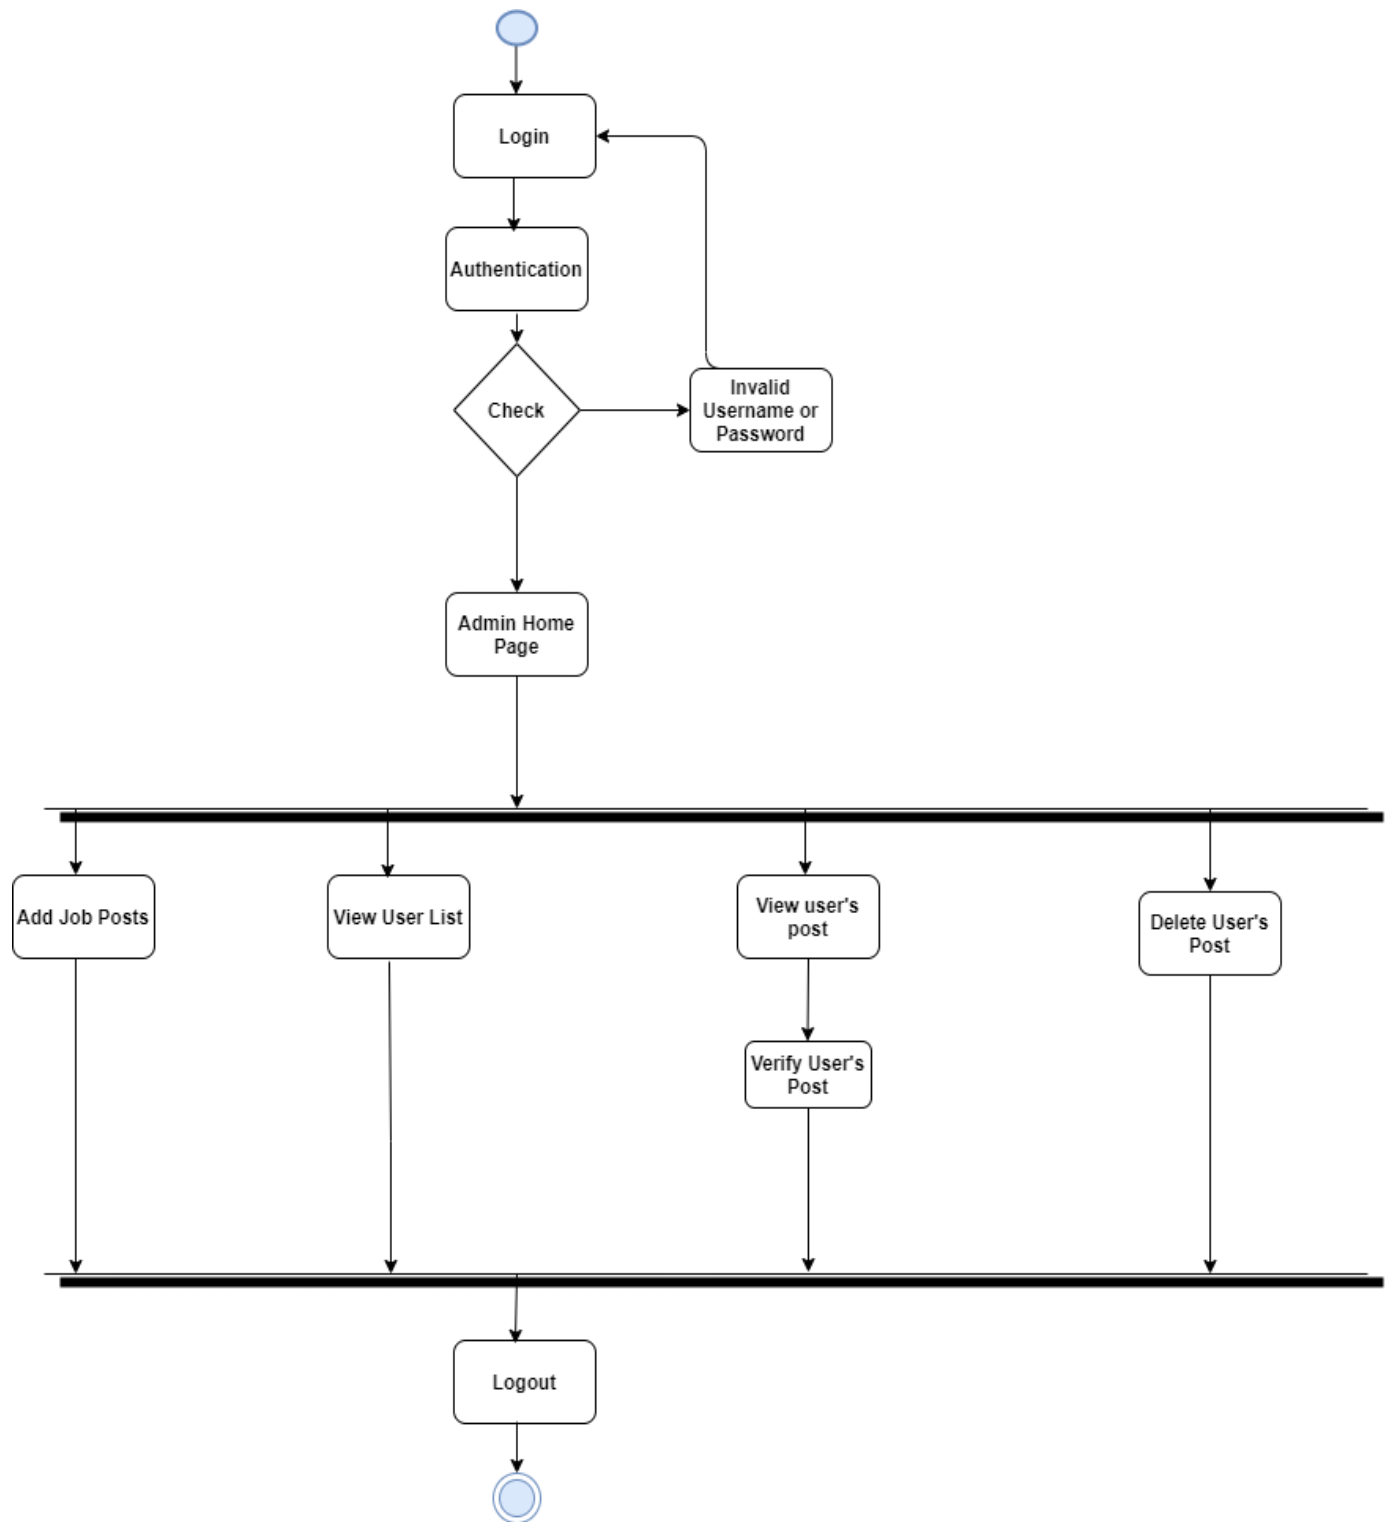 Login
Authentication
Check
Invalid
Username or
Password
Admin Home
Page
Add Job Posts
View User List
View user's
post
Delete User's
Post
Verify User's
Post
Logout